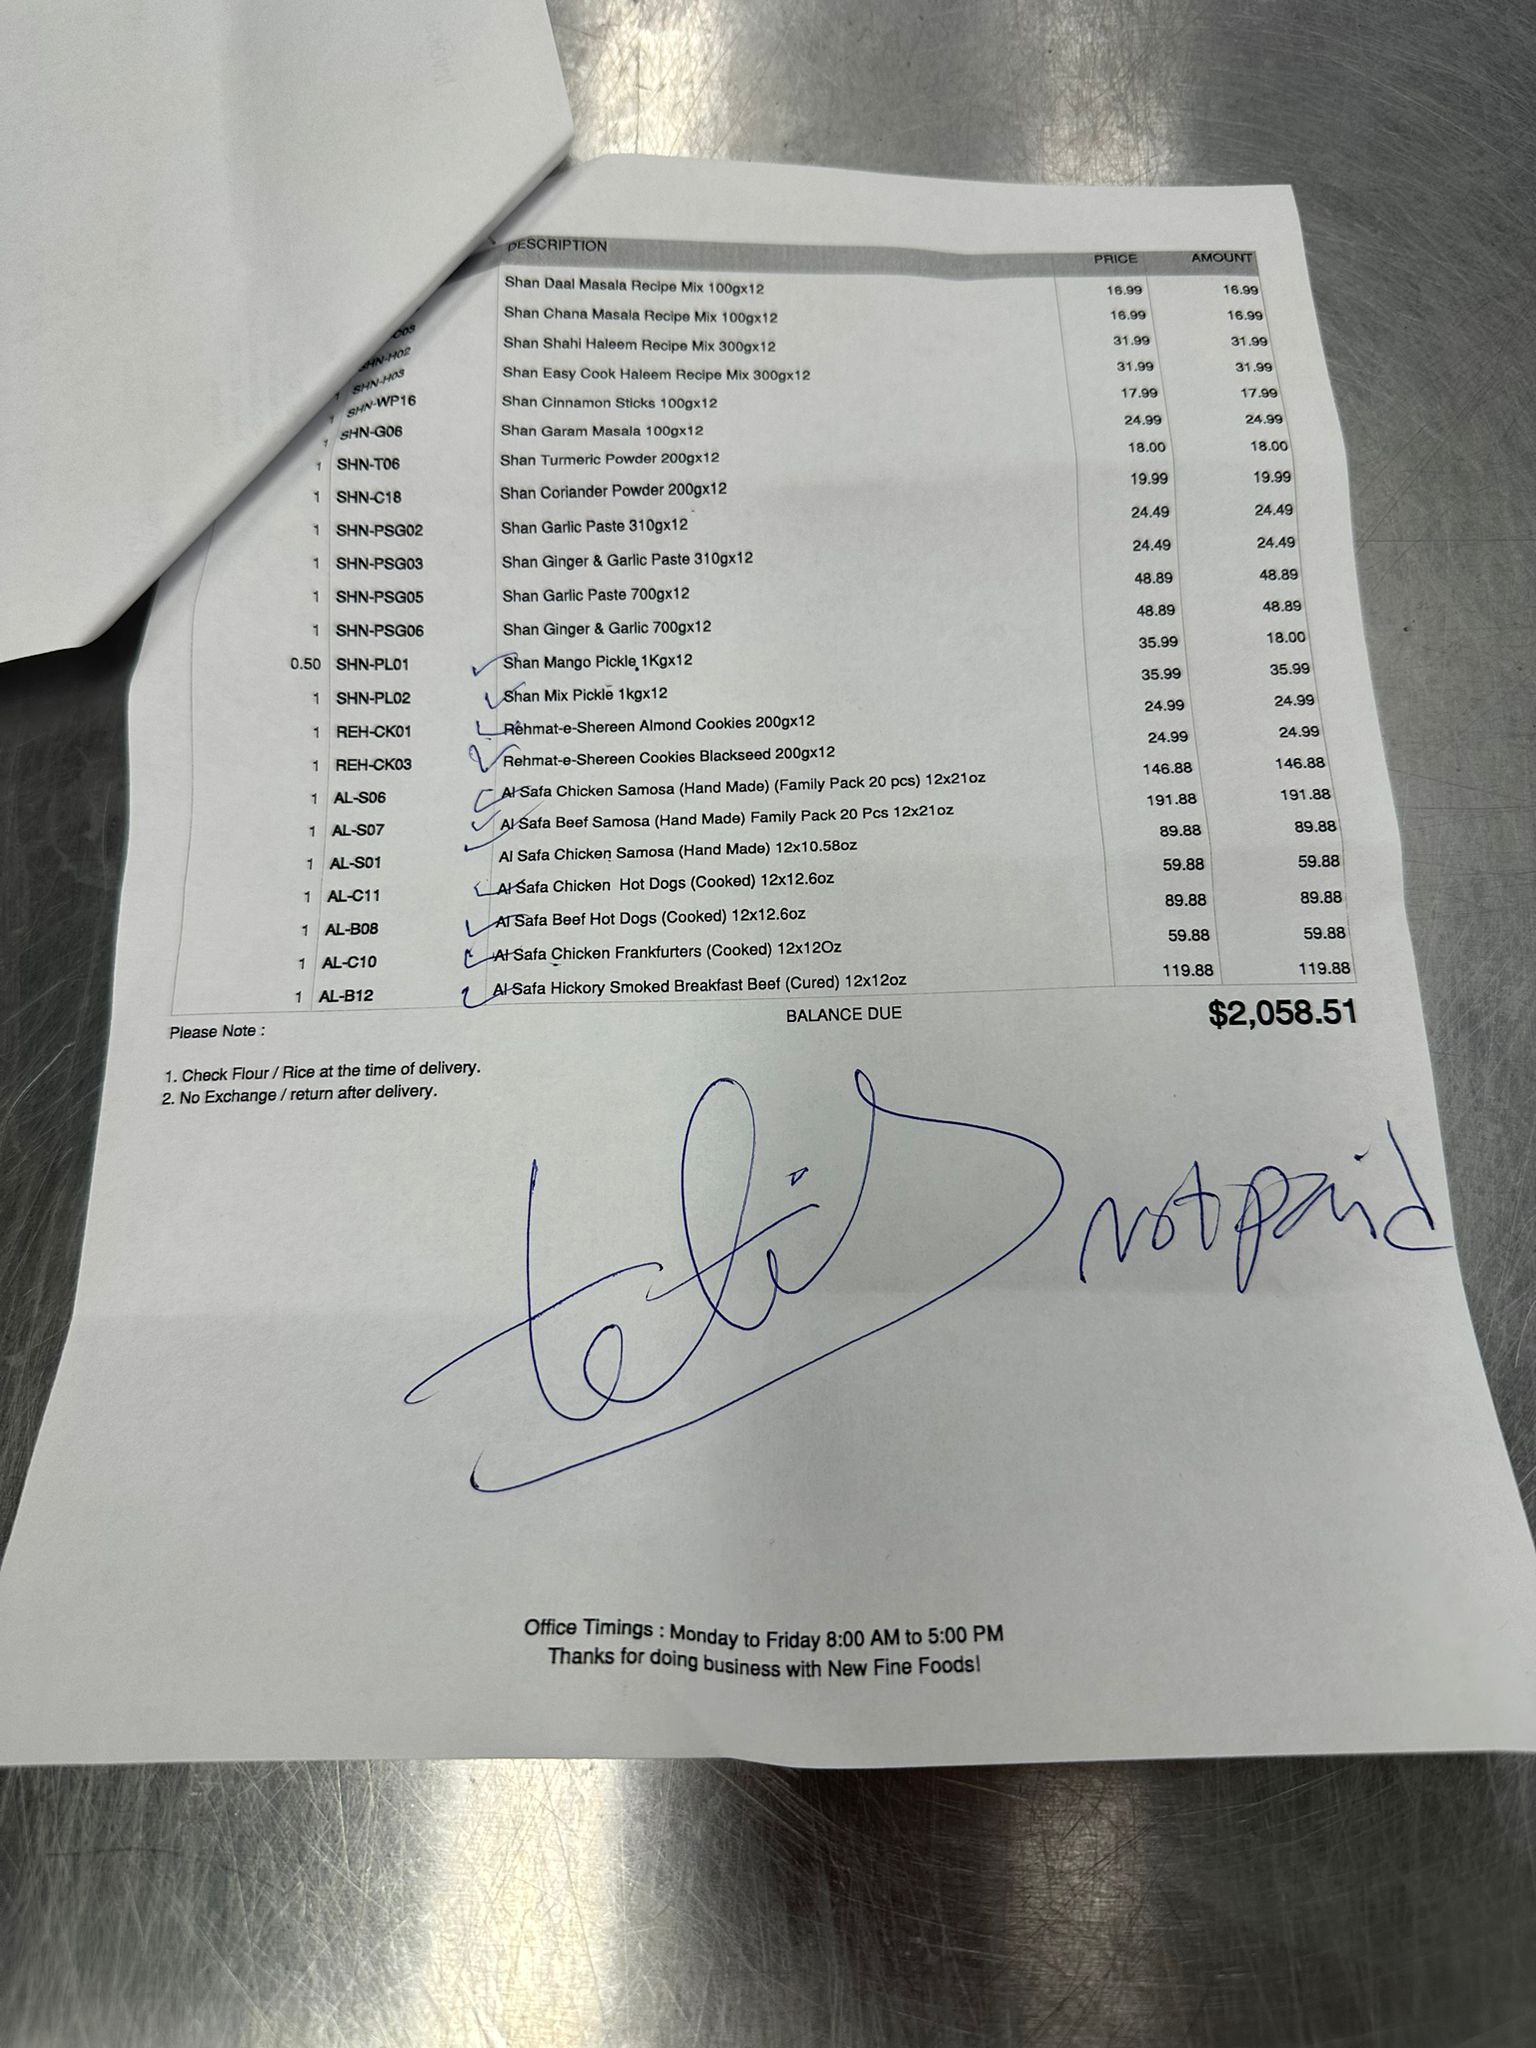 DESCRIPTION PRICE AMOUNT
Shan Daal Masala Recipe Mix 100gx12 16.99 16.99
Shan Chana Masala Recipe Mix 100gx12 16.99 16.99
Shan Shahi Haleem Recipe Mix 300gx12 31.99 31.99
SHN-H02 Shan Easy Cook Haleem Recipe Mix 300gx12 31.99 31.99
1 SHN-H03 Shan Cinnamon Sticks 100gx12 17.99 17.99
1 SHN-WP16 Shan Garam Masala 100gx12 24.99 24.99
1 SHN-G06 Shan Turmeric Powder 200gx12 18.00 18.00
1 SHN-T06 Shan Coriander Powder 200gx12 19.99 19.99
1 SHN-C18 Shan Garlic Paste 310gx12 24.49 24.49
1 SHN-PSG02 Shan Ginger & Garlic Paste 310gx12 24.49 24.49
1 SHN-PSG03 Shan Garlic Paste 700gx12 48.89 48.89
1 SHN-PSG05 Shan Ginger & Garlic 700gx12 48.89 48.89
1 SHN-PSG06
0.50 SHN-PL01 Shan Mango Pickle 1Kgx12 35.99 18.00
1 SHN-PL02 Shan Mix Pickle 1kgx12 35.99 35.99
1 REH-CK01 Rehmat-e-Shereen Almond Cookies 200gx12 24.99 24.99
1 REH-CK03 Rehmat-e-Shereen Cookies Blackseed 200gx12 24.99 24.99
1 AL-S06 Al Safa Chicken Samosa (Hand Made) (Family Pack 20 pcs) 12x21oz 146.88 146.88
1 AL-S07 Al Safa Beef Samosa (Hand Made) Family Pack 20 Pcs 12x21oz 191.88 191.88
1 AL-S01 Al Safa Chicken Samosa (Hand Made) 12x10.58oz 89.88 89.88
1 AL-C11 Al Safa Chicken Hot Dogs (Cooked) 12x12.6oz 59.88 59.88
1 AL-B08 Al Safa Beef Hot Dogs (Cooked) 12x12.6oz 89.88 89.88
1 AL-C10 Al Safa Chicken Frankfurters (Cooked) 12x12Oz 59.88 59.88
1 AL-B12 Al Safa Hickory Smoked Breakfast Beef (Cured) 12x12oz 119.88 119.88
Please Note : BALANCE DUE $2,058.51
1. Check Flour / Rice at the time of delivery.
2. No Exchange / return after delivery.
not paid
Office Timings : Monday to Friday 8:00 AM to 5:00 PM
Thanks for doing business with New Fine Foods!